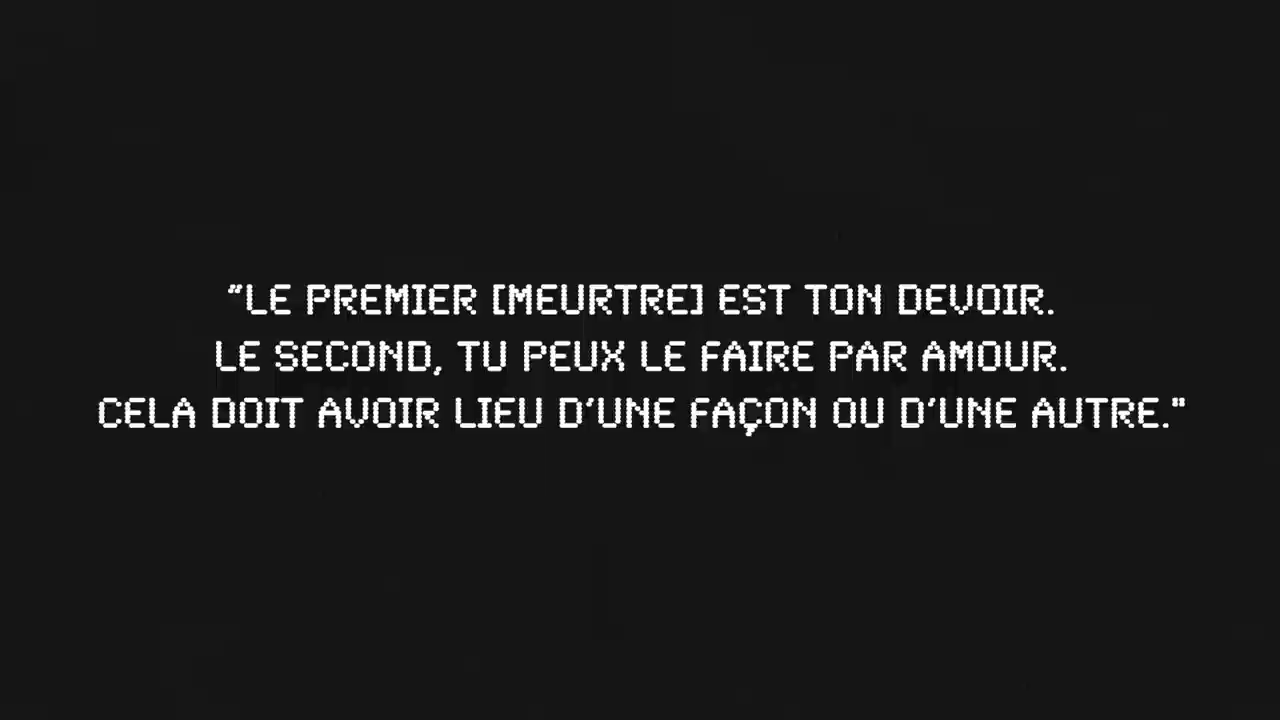 "LE PREMIER [MEURTRE] EST TON DEVOIR.
LE SECOND, TU PEUX LE FAIRE PAR AMOUR.
CELA DOIT AVOIR LIEU D'UNE FAÇON OU D'UNE AUTRE."